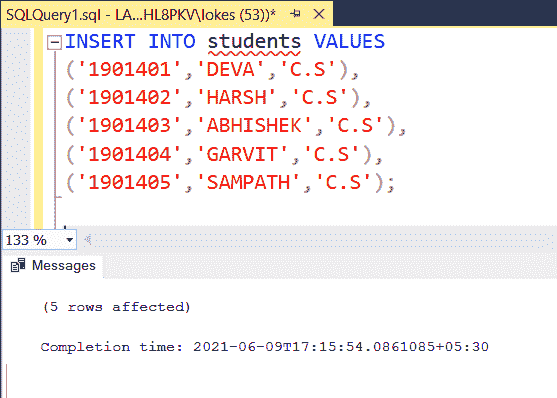 SQLQuery1.sql - LA...HL8PKV\lokes (53))*
INSERT INTO students VALUES
('1901401','DEVA','C.S'),
('1901402','HARSH','C.S'),
('1901403','ABHISHEK','C.S'),
('1901404','GARVIT','C.S'),
('1901405','SAMPATH','C.S');
133 %
Messages
(5 rows affected)
Completion time: 2021-06-09T17:15:54.0861085+05:30